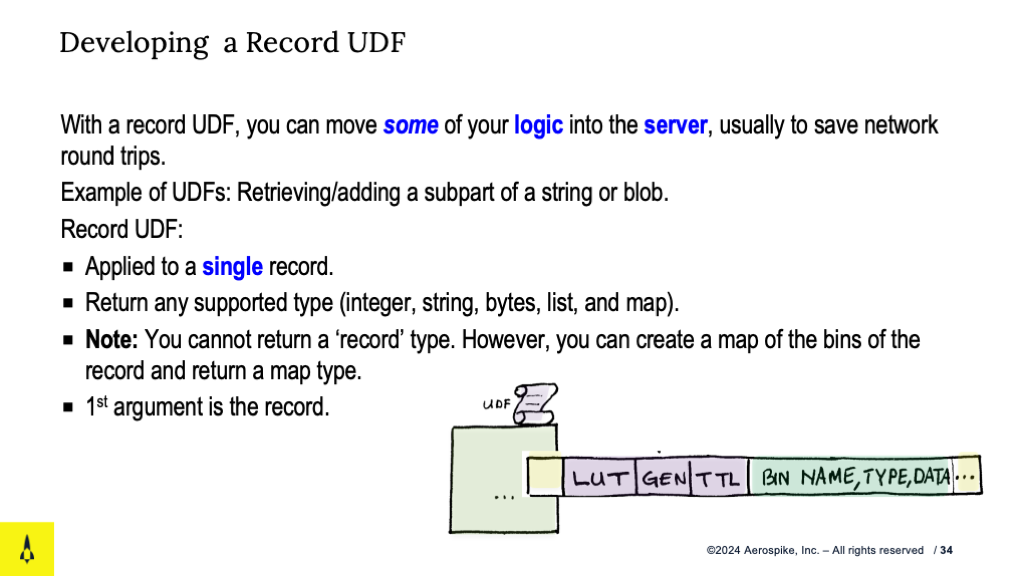 Developing a Record UDF
With a record UDF, you can move some of your logic into the server, usually to save network
round trips.
Example of UDFs: Retrieving/adding a subpart of a string or blob.
Record UDF:
▪ Applied to a single record.
▪ Return any supported type (integer, string, bytes, list, and map).
▪ Note: You cannot return a ‘record’ type. However, you can create a map of the bins of the
record and return a map type.
▪ 1st argument is the record.
UDF
... LUT GEN TTL BIN NAME, TYPE, DATA ...
©2024 Aerospike, Inc. – All rights reserved / 34